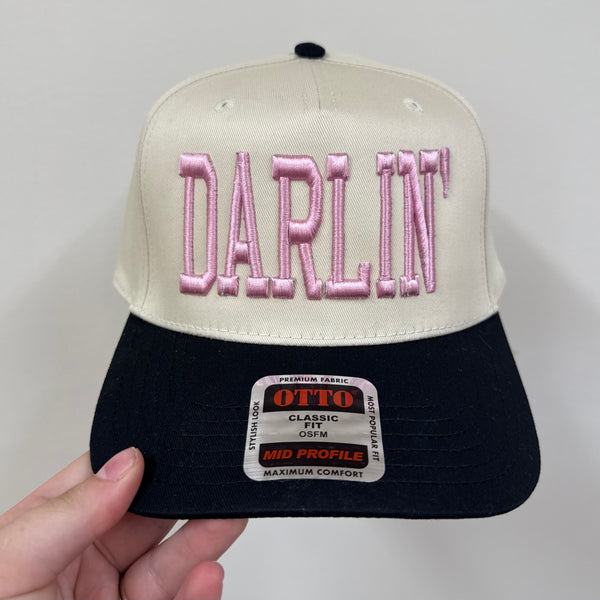 DARLIN'
PREMIUM FABRIC
STYLISH LOOK
OTTO
CLASSIC
FIT
OSFM
MID PROFILE
MOST POPULAR FIT
MAXIMUM COMFORT